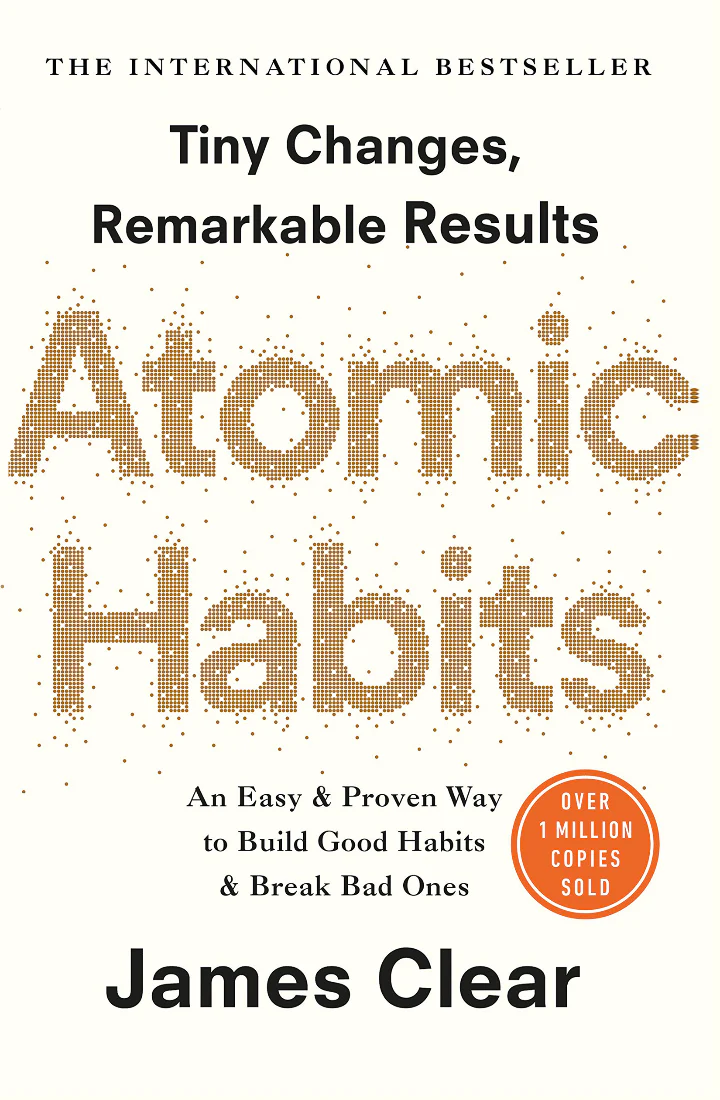 THE INTERNATIONAL BESTSELLER
Tiny Changes,
Remarkable Results
Atomic
Habits
An Easy & Proven Way
to Build Good Habits
& Break Bad Ones
OVER
1 MILLION
COPIES
SOLD
James Clear